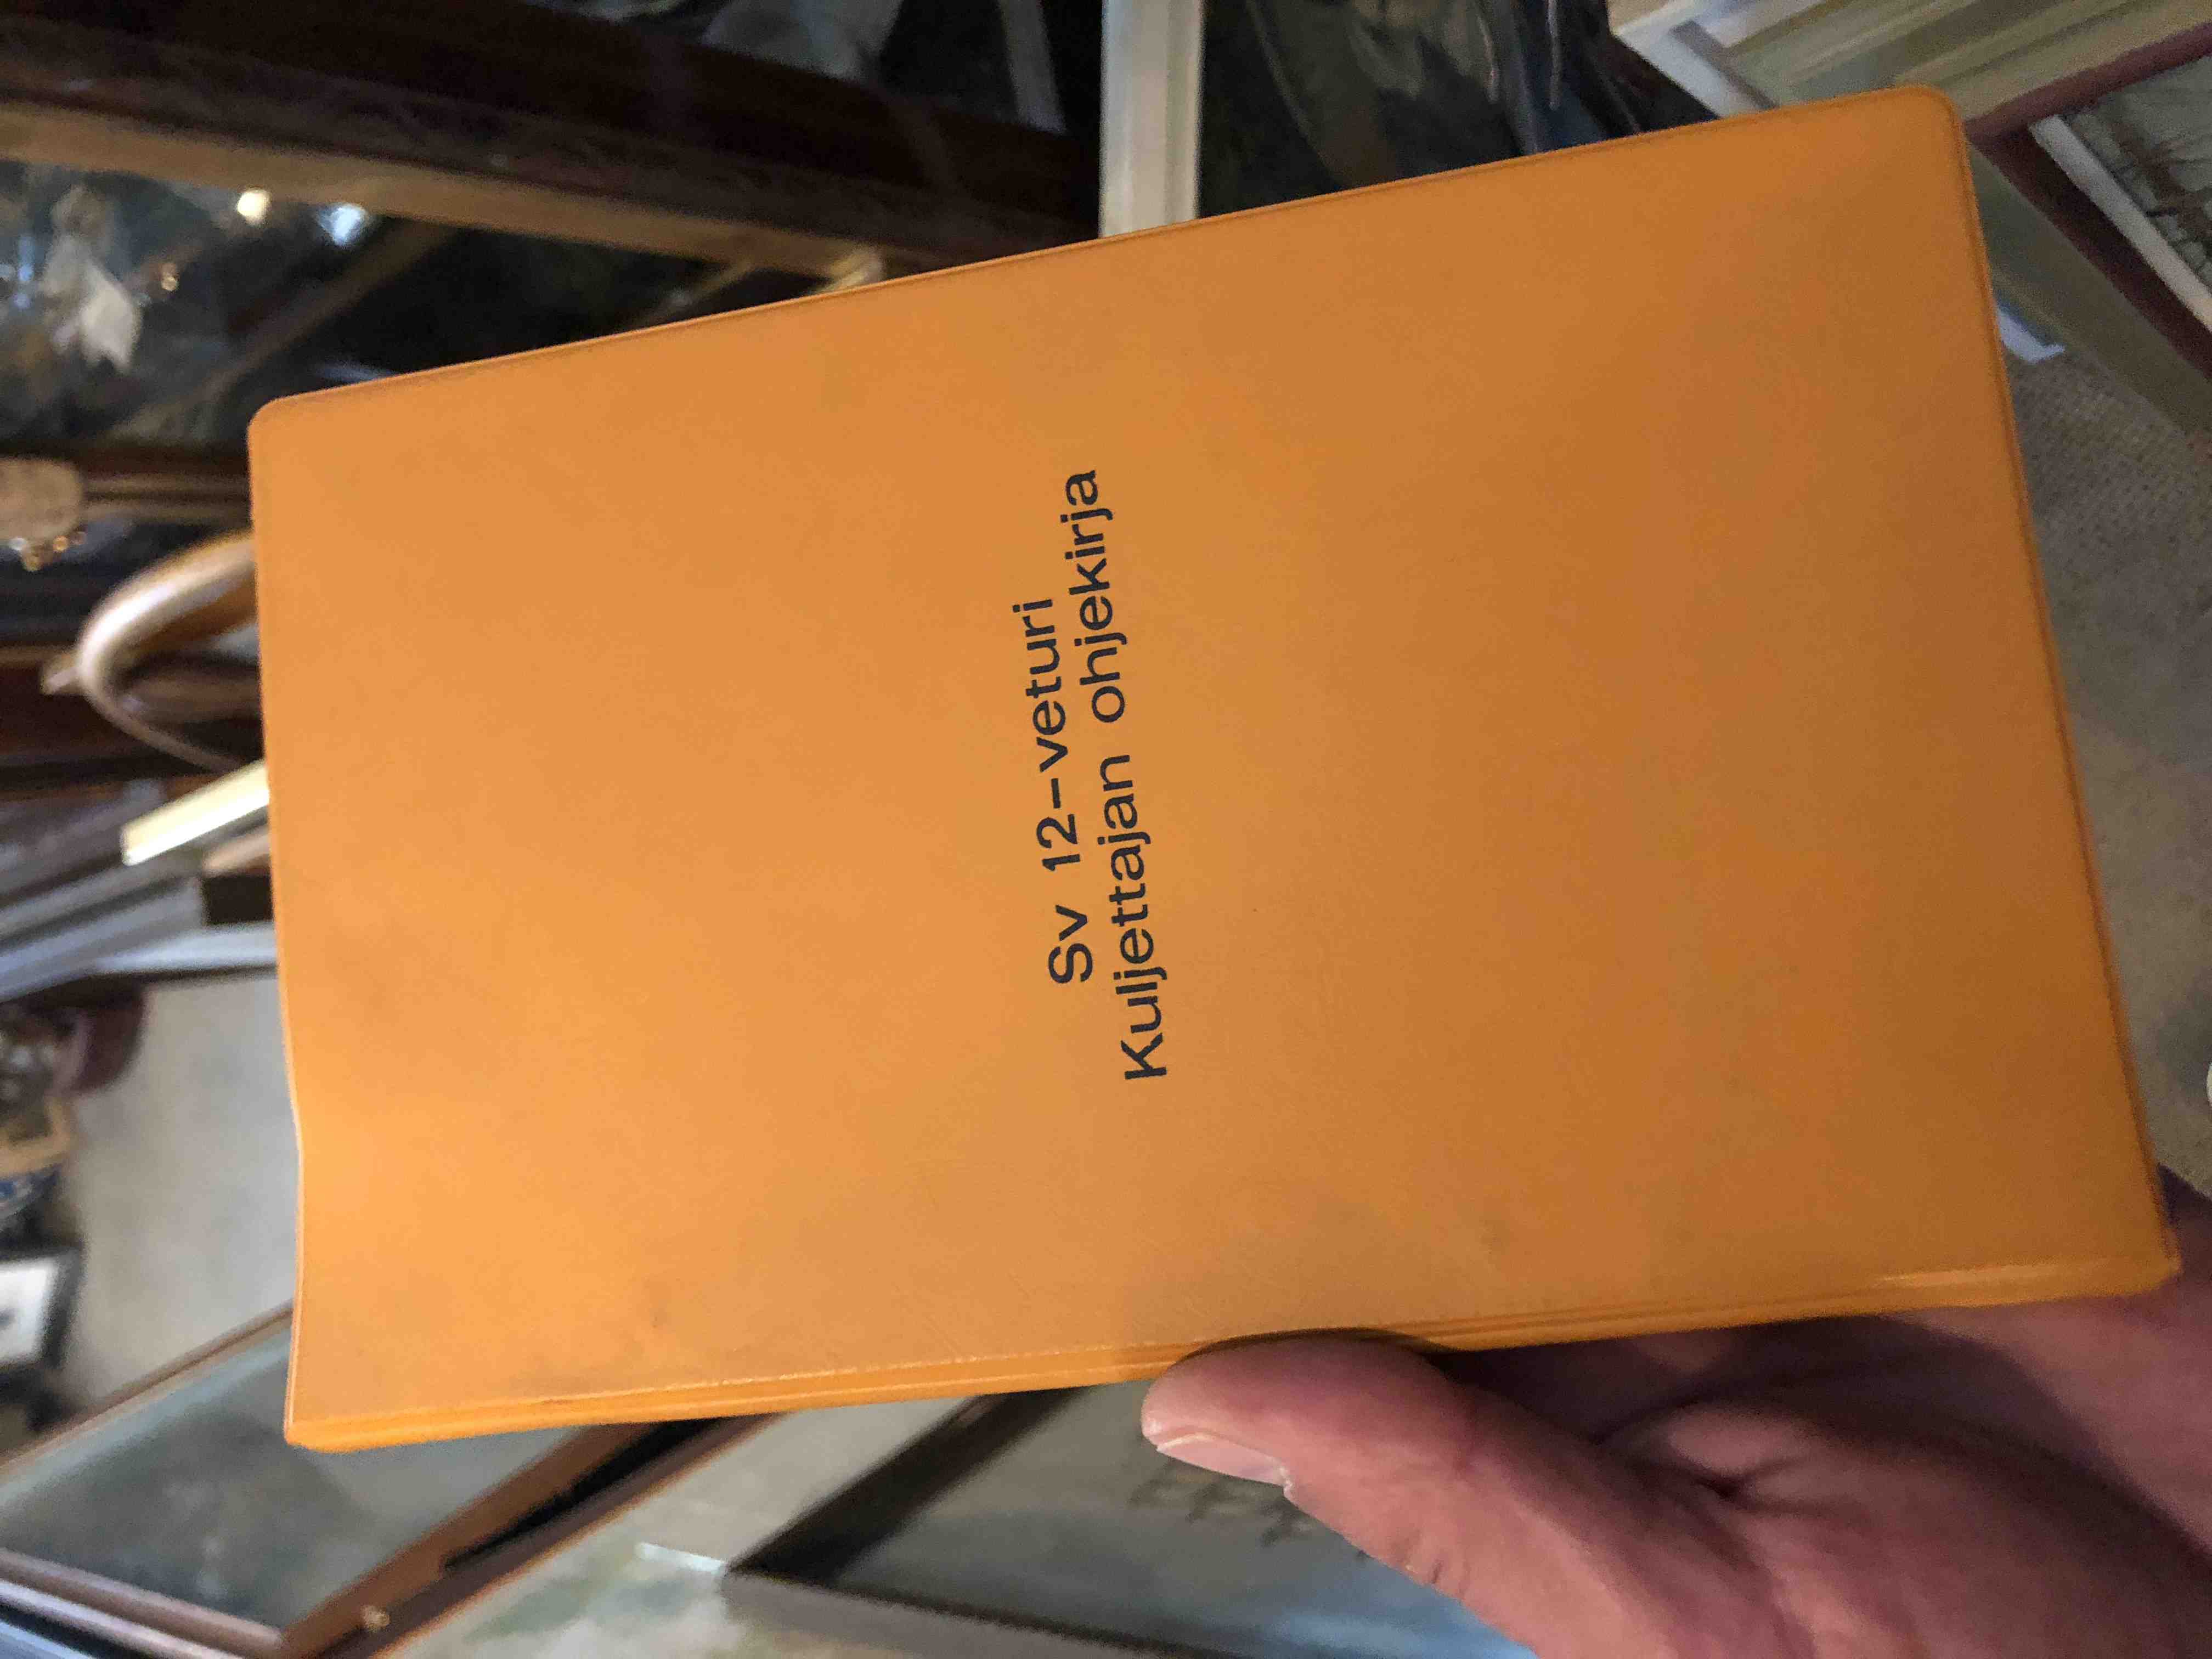 Sv 12-veturi
Kuljettajan ohjekirja